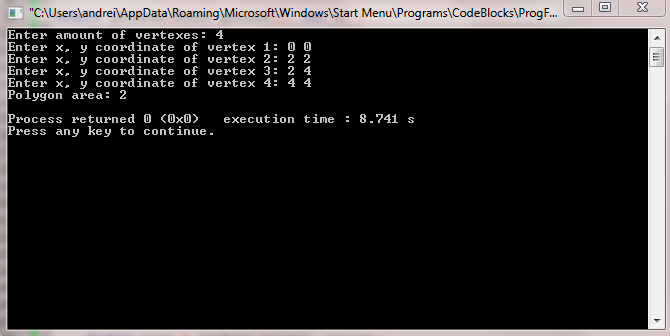 "C:\Users\andrei\AppData\Roaming\Microsoft\Windows\Start Menu\Programs\CodeBlocks\ProgF...
Enter amount of vertexes: 4
Enter x, y coordinate of vertex 1: 0 0
Enter x, y coordinate of vertex 2: 2 2
Enter x, y coordinate of vertex 3: 2 4
Enter x, y coordinate of vertex 4: 4 4
Polygon area: 2
Process returned 0 (0x0)   execution time : 8.741 s
Press any key to continue.